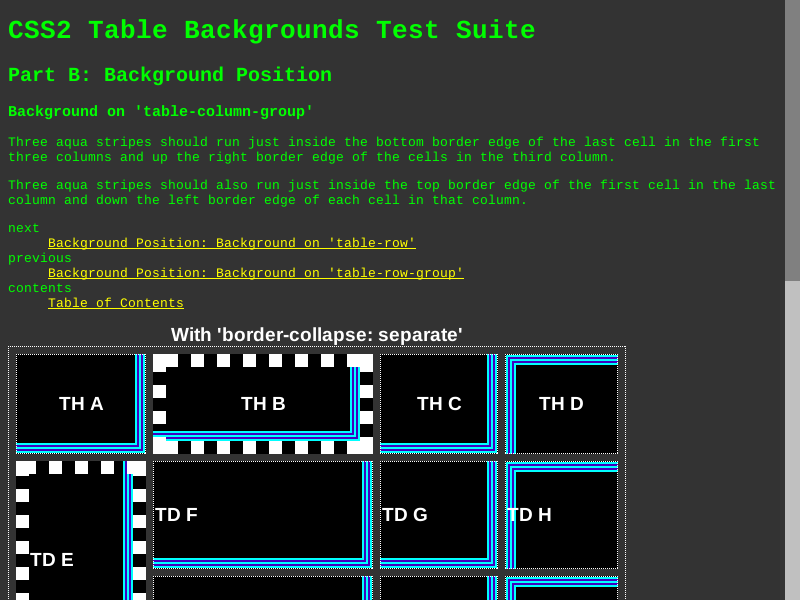 CSS2 Table Backgrounds Test Suite
Part B: Background Position
Background on 'table-column-group'
Three aqua stripes should run just inside the bottom border edge of the last cell in the first
three columns and up the right border edge of the cells in the third column.
Three aqua stripes should also run just inside the top border edge of the first cell in the last
column and down the left border edge of each cell in that column.
next
Background Position: Background on 'table-row'
previous
Background Position: Background on 'table-row-group'
contents
Table of Contents
With 'border-collapse: separate'
TH A TH B TH C TH D
TD F TD G TD H
TD E